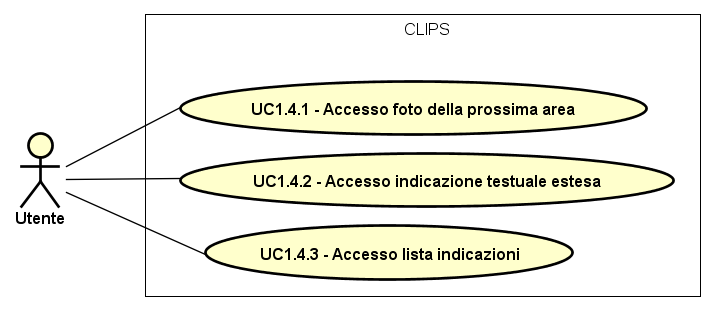 CLIPS
UC1.4.1 - Accesso foto della prossima area
UC1.4.2 - Accesso indicazione testuale estesa
Utente
UC1.4.3 - Accesso lista indicazioni